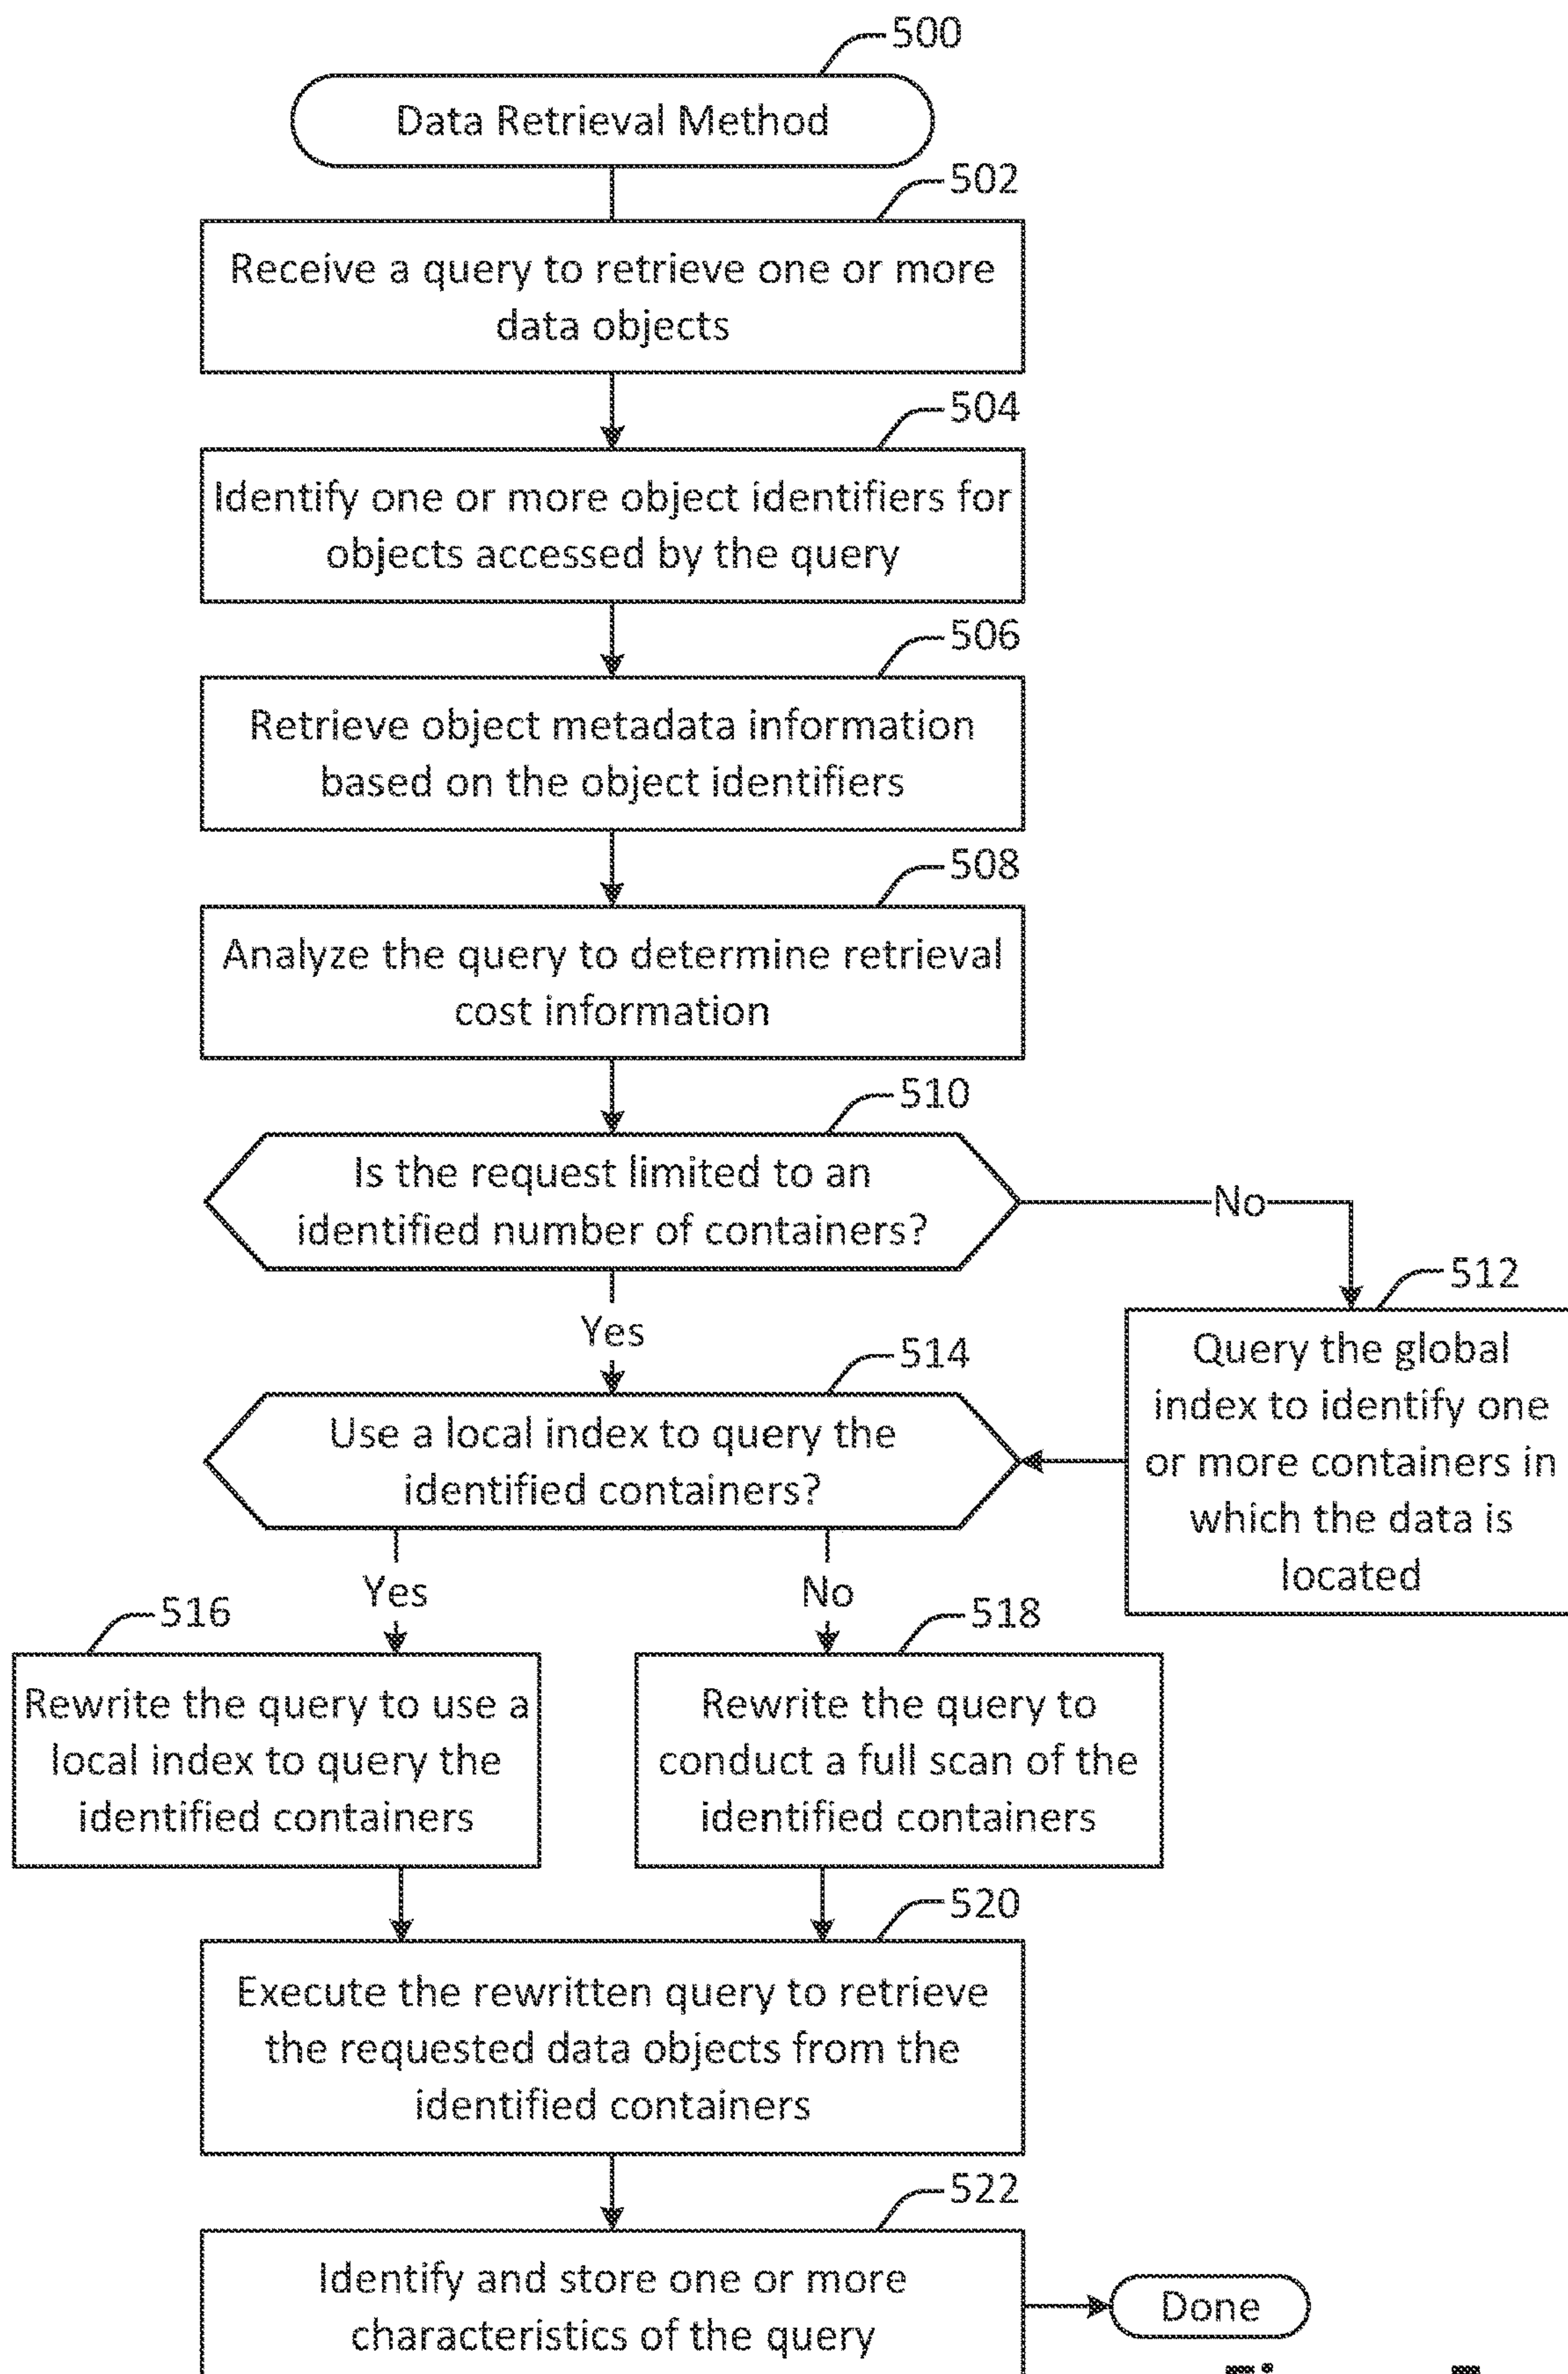 500
Data Retrieval Method
502
Receive a query to retrieve one or more
data objects
504
Identify one or more object identifiers for
objects accessed by the query
506
Retrieve object metadata information
based on the object identifiers
508
Analyze the query to determine retrieval
cost information
510
Is the request limited to an
identified number of containers?
No
512
Query the global
index to identify one
or more containers in
which the data is
located
Yes
514
Use a local index to query the
identified containers?
Yes
No
516
Rewrite the query to use a
local index to query the
identified containers
518
Rewrite the query to
conduct a full scan of the
identified containers
520
Execute the rewritten query to retrieve
the requested data objects from the
identified containers
522
Identify and store one or more
characteristics of the query
Done